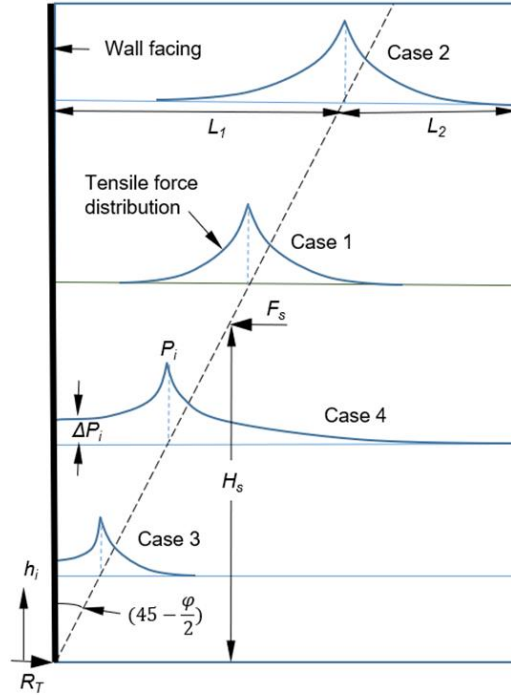 Wall facing
Case 2
L₁
L₂
Tensile force
distribution
Case 1
Fₛ
Pᵢ
Case 4
ΔPᵢ
Hₛ
Case 3
hᵢ
(45 − φ/2)
R_T